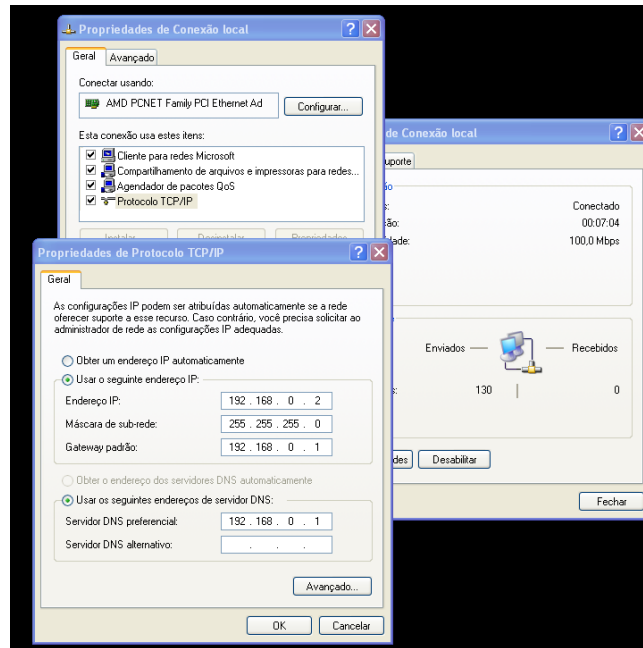 Propriedades de Conexão local
Geral
Avançado
Conectar usando:
AMD PCNET Family PCI Ethernet Ad
Configurar...
Esta conexão usa estes itens:
Cliente para redes Microsoft
Compartilhamento de arquivos e impressoras para redes...
Agendador de pacotes QoS
Protocolo TCP/IP
Instalar...
Desinstalar
Propriedades
de Conexão local
uporte
Conectado
00:07:04
100,0 Mbps
Enviados
Recebidos
130
0
des
Desabilitar
Fechar
Propriedades de Protocolo TCP/IP
Geral
As configurações IP podem ser atribuídas automaticamente se a rede
oferecer suporte a esse recurso. Caso contrário, você precisa solicitar ao
administrador de rede as configurações IP adequadas.
Obter um endereço IP automaticamente
Usar o seguinte endereço IP:
Endereço IP:
192 . 168 . 0 . 2
Máscara de sub-rede:
255 . 255 . 255 . 0
Gateway padrão:
192 . 168 . 0 . 1
Obter o endereço dos servidores DNS automaticamente
Usar os seguintes endereços de servidor DNS:
Servidor DNS preferencial:
192 . 168 . 0 . 1
Servidor DNS alternativo:
. . .
Avançado...
OK
Cancelar